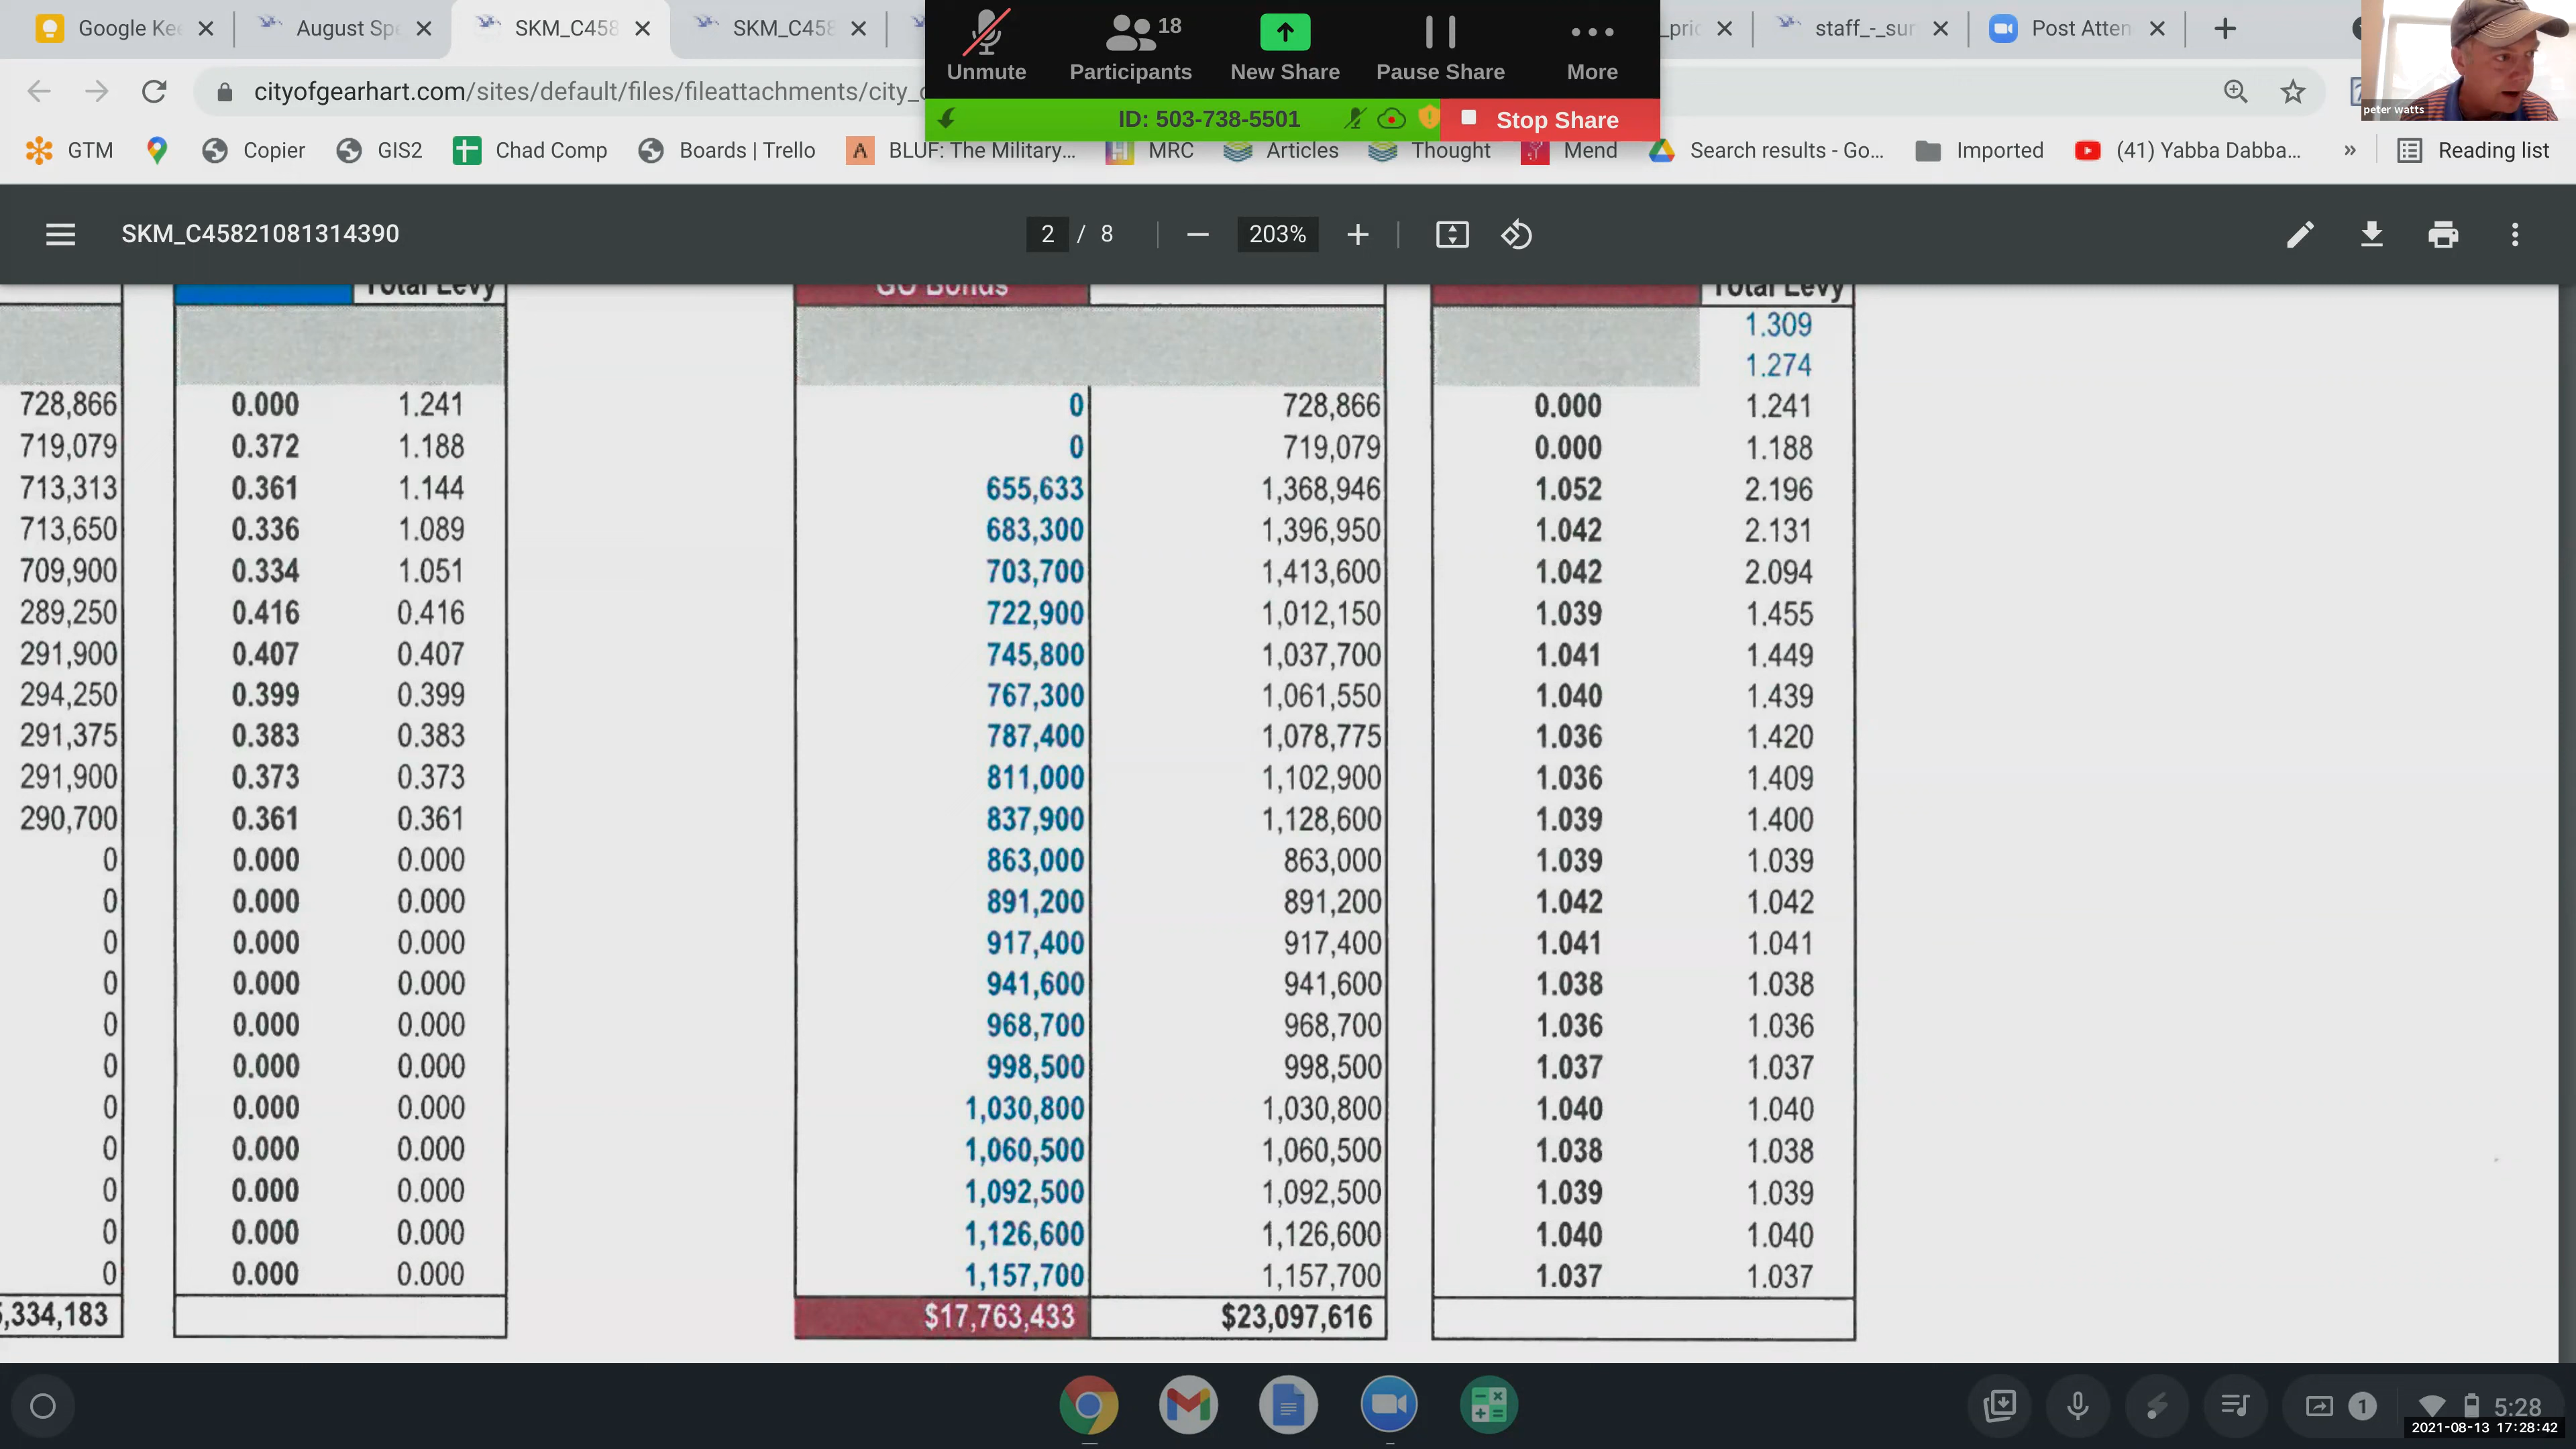 Google Kee August Spe SKM_C458 SKM_C458 _pric staff_-_sur Post Atten
Unmute Participants 18 New Share Pause Share More
peter watts
cityofgearhart.com/sites/default/files/fileattachments/city_
ID: 503-738-5501 Stop Share
GTM Copier GIS2 Chad Comp Boards | Trello BLUF: The Military... MRC Articles Thought Mend Search results - Go... Imported (41) Yabba Dabba... » Reading list
SKM_C45821081314390 2 / 8 203%
Total Levy GO Bonds Total Levy
1.309
1.274
728,866 0.000 1.241 0 728,866 0.000 1.241
719,079 0.372 1.188 0 719,079 0.000 1.188
713,313 0.361 1.144 655,633 1,368,946 1.052 2.196
713,650 0.336 1.089 683,300 1,396,950 1.042 2.131
709,900 0.334 1.051 703,700 1,413,600 1.042 2.094
289,250 0.416 0.416 722,900 1,012,150 1.039 1.455
291,900 0.407 0.407 745,800 1,037,700 1.041 1.449
294,250 0.399 0.399 767,300 1,061,550 1.040 1.439
291,375 0.383 0.383 787,400 1,078,775 1.036 1.420
291,900 0.373 0.373 811,000 1,102,900 1.036 1.409
290,700 0.361 0.361 837,900 1,128,600 1.039 1.400
0 0.000 0.000 863,000 863,000 1.039 1.039
0 0.000 0.000 891,200 891,200 1.042 1.042
0 0.000 0.000 917,400 917,400 1.041 1.041
0 0.000 0.000 941,600 941,600 1.038 1.038
0 0.000 0.000 968,700 968,700 1.036 1.036
0 0.000 0.000 998,500 998,500 1.037 1.037
0 0.000 0.000 1,030,800 1,030,800 1.040 1.040
0 0.000 0.000 1,060,500 1,060,500 1.038 1.038
0 0.000 0.000 1,092,500 1,092,500 1.039 1.039
0 0.000 0.000 1,126,600 1,126,600 1.040 1.040
0 0.000 0.000 1,157,700 1,157,700 1.037 1.037
,334,183 $17,763,433 $23,097,616
1 5:28
2021-08-13 17:28:42